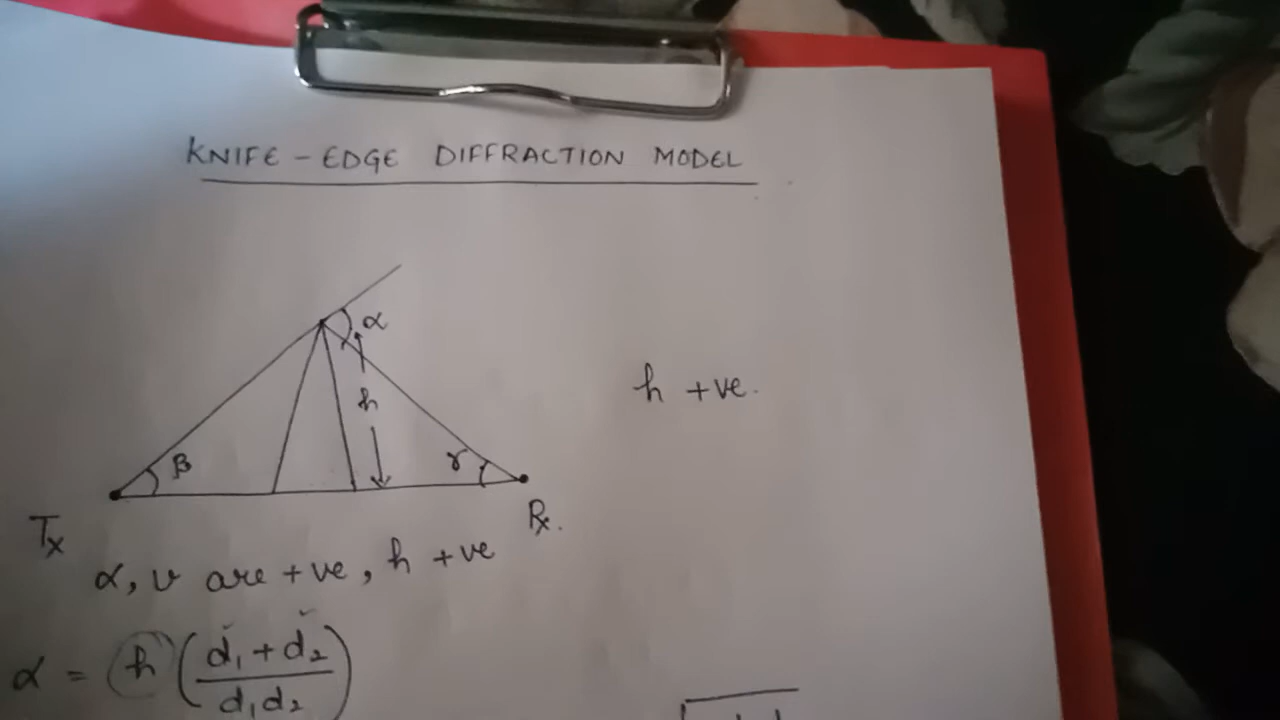 KNIFE - EDGE DIFFRACTION MODEL
α
h
h +ve.
β
γ
Tx
Rx.
α, v are +ve, h +ve
α = h (d₁ + d₂ / d₁d₂)